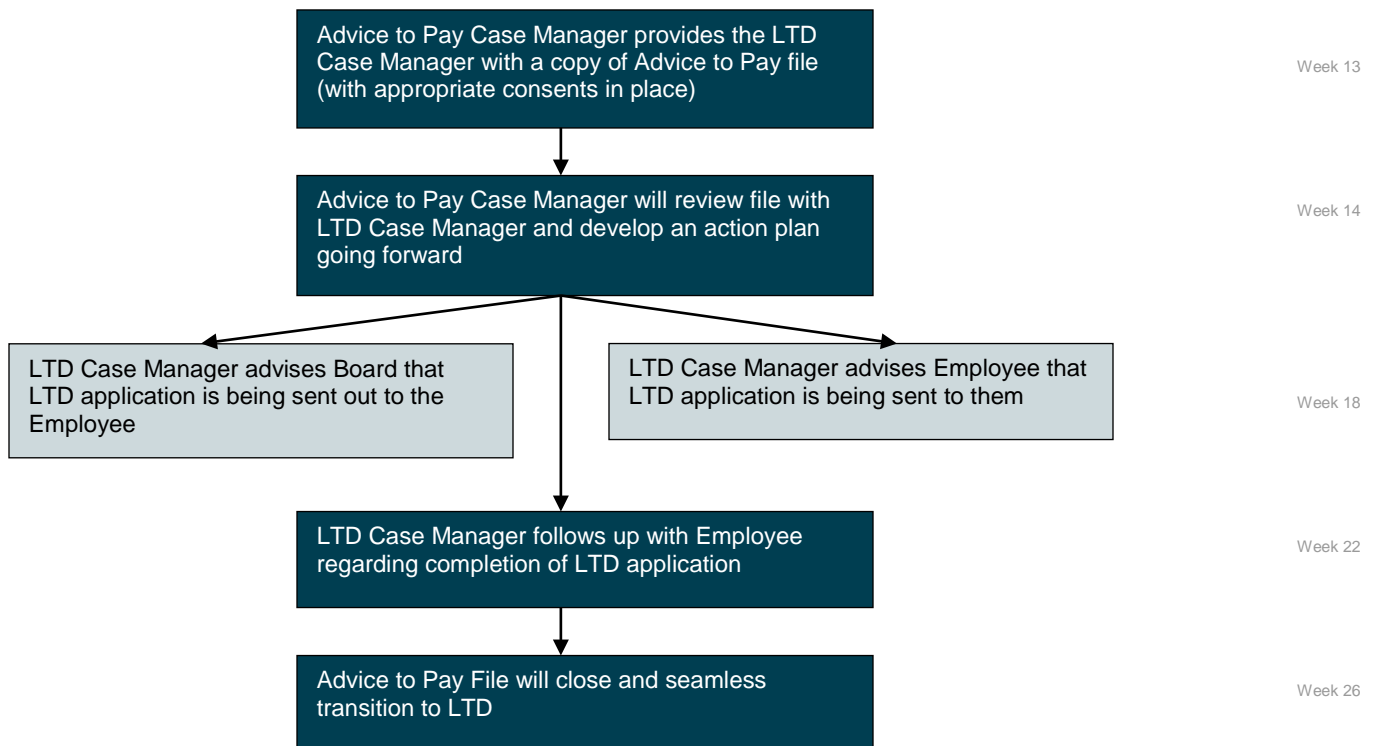 Advice to Pay Case Manager provides the LTD
Case Manager with a copy of Advice to Pay file
(with appropriate consents in place)
Week 13
Advice to Pay Case Manager will review file with
LTD Case Manager and develop an action plan
going forward
Week 14
LTD Case Manager advises Board that
LTD application is being sent out to the
Employee
LTD Case Manager advises Employee that
LTD application is being sent to them
Week 18
LTD Case Manager follows up with Employee
regarding completion of LTD application
Week 22
Advice to Pay File will close and seamless
transition to LTD
Week 26